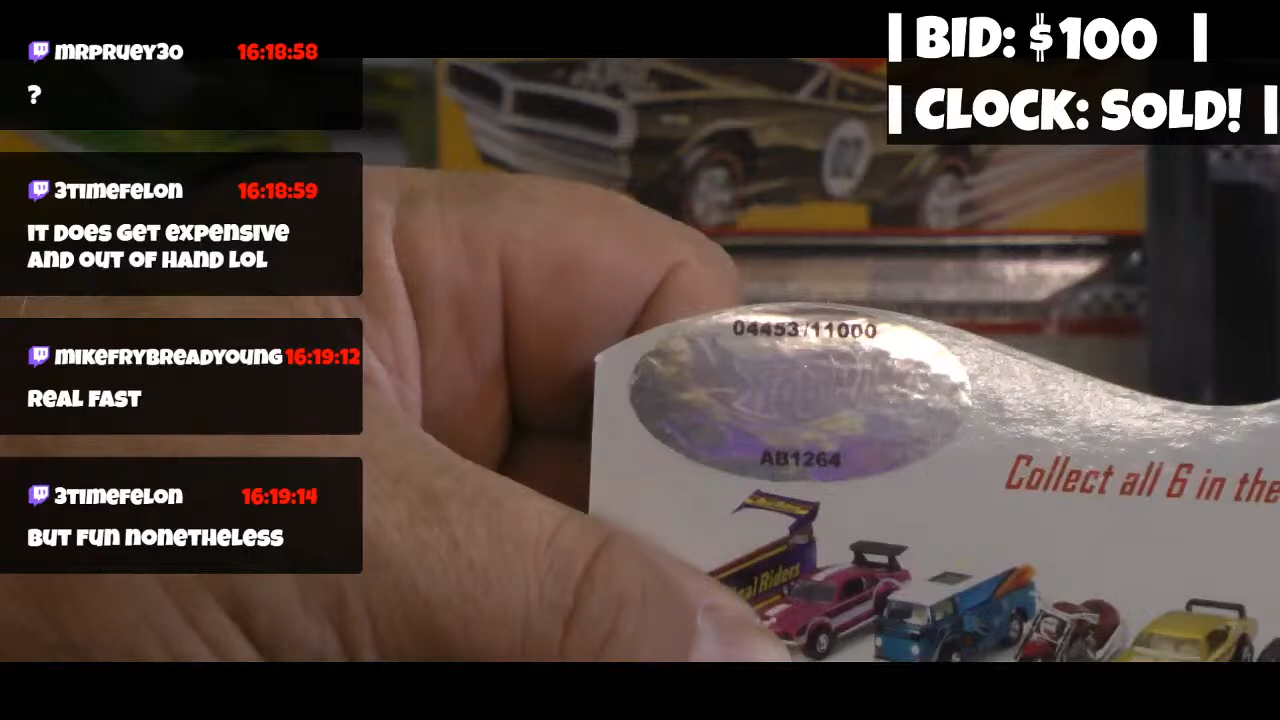 mrpruey30 16:18:58
?
3timefelon 16:18:59
it does get expensive
and out of hand lol
mikefrybreadyoung 16:19:12
real fast
3timefelon 16:19:14
but fun nonetheless
| BID: $100 |
| CLOCK: SOLD! |
04453/11000
AB1264
Collect all 6 in the
Real Riders